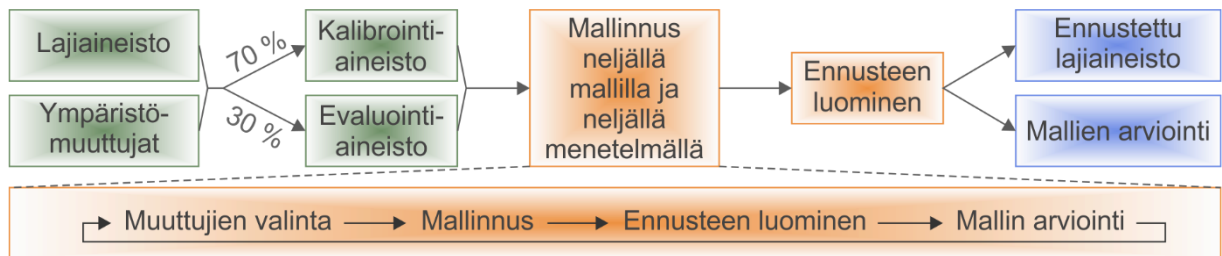 Lajiaineisto
Ympäristö-
muuttujat
70 %
30 %
Kalibrointi-
aineisto
Evaluointi-
aineisto
Mallinnus
neljällä
mallilla ja
neljällä
menetelmällä
Ennusteen
luominen
Ennustettu
lajiaineisto
Mallien arviointi
Muuttujien valinta
Mallinnus
Ennusteen luominen
Mallin arviointi